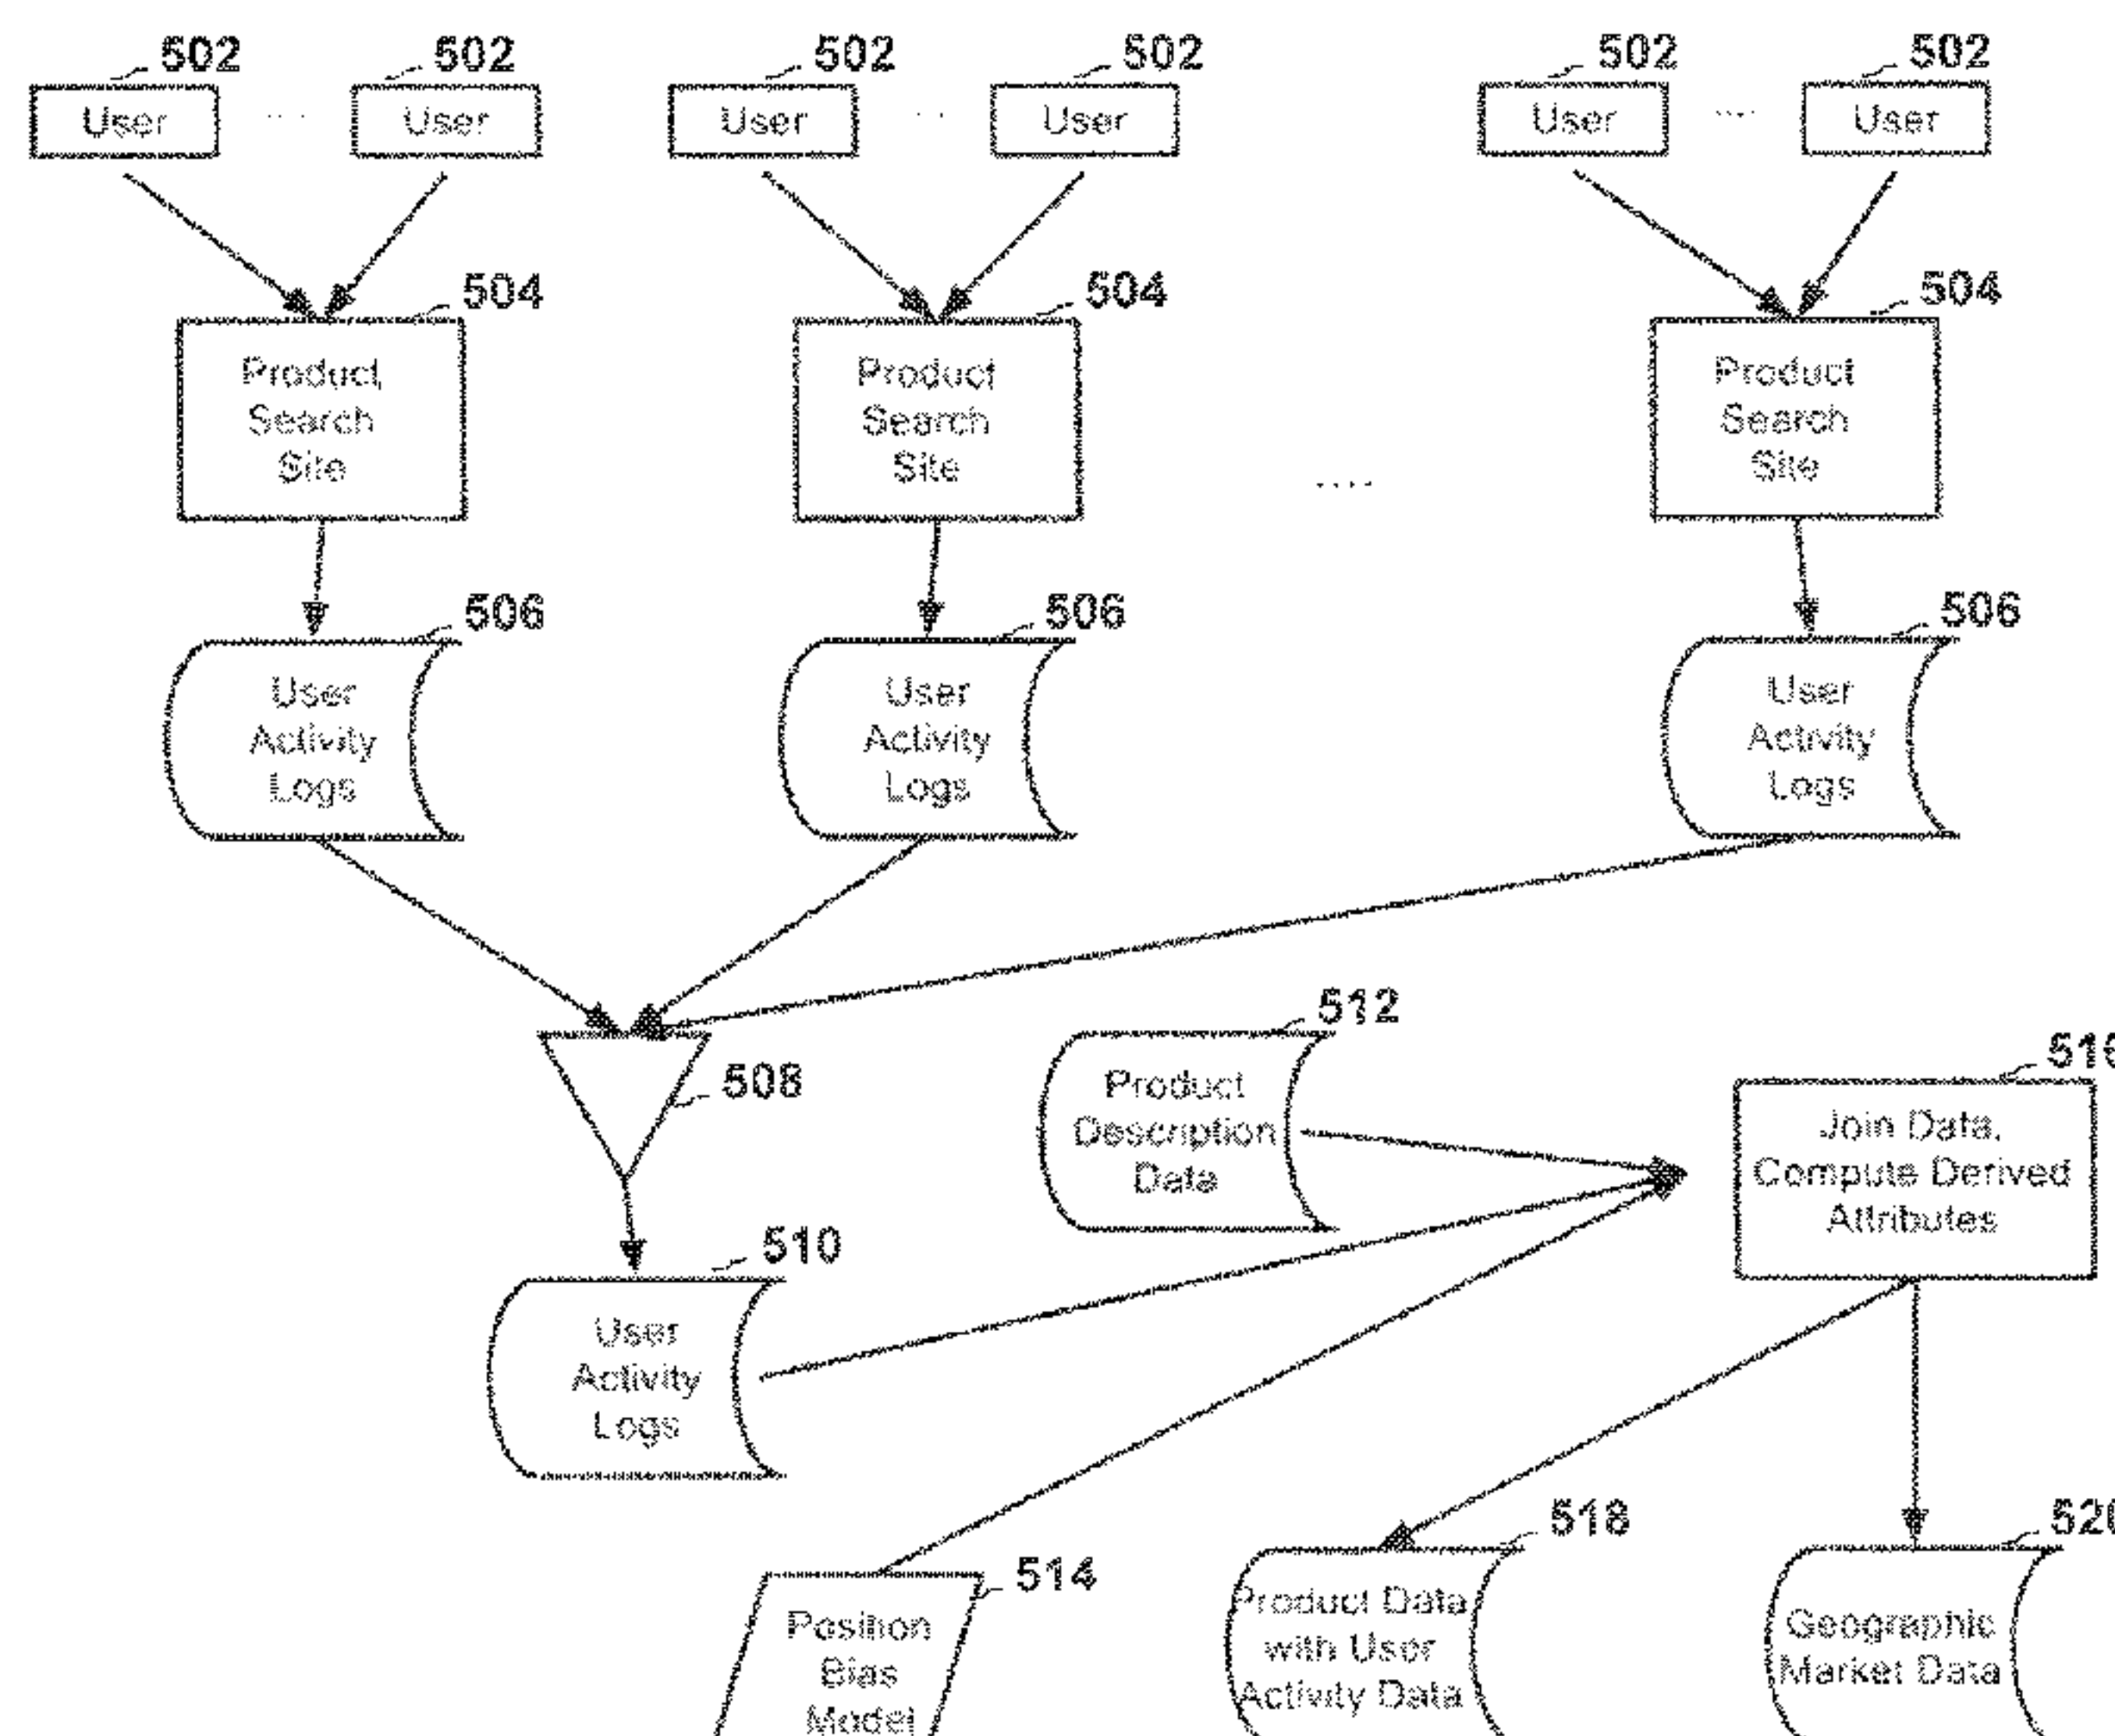 502 502 502 502 502 502
User .... User User ... User User .... User
504 504 504
Product Product Product
Search Search Search
Site Site Site
....
506 506 506
User User User
Activity Activity Activity
Logs Logs Logs
512
508
Product
Description
Data
Join Data,
Compute Derived
Attributes
510
User
Activity
Logs
514
Position
Bias
Model
518
Product Data
with User
Activity Data
Geographic
Market Data